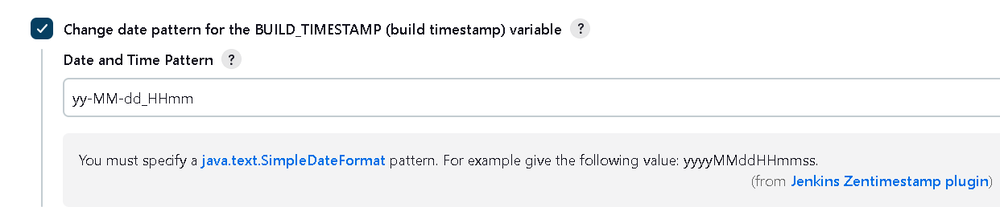 Change date pattern for the BUILD_TIMESTAMP (build timestamp) variable ?
Date and Time Pattern ?
yy-MM-dd_HHmm
You must specify a java.text.SimpleDateFormat pattern. For example give the following value: yyyyMMddHHmmss.
(from Jenkins Zentimestamp plugin)